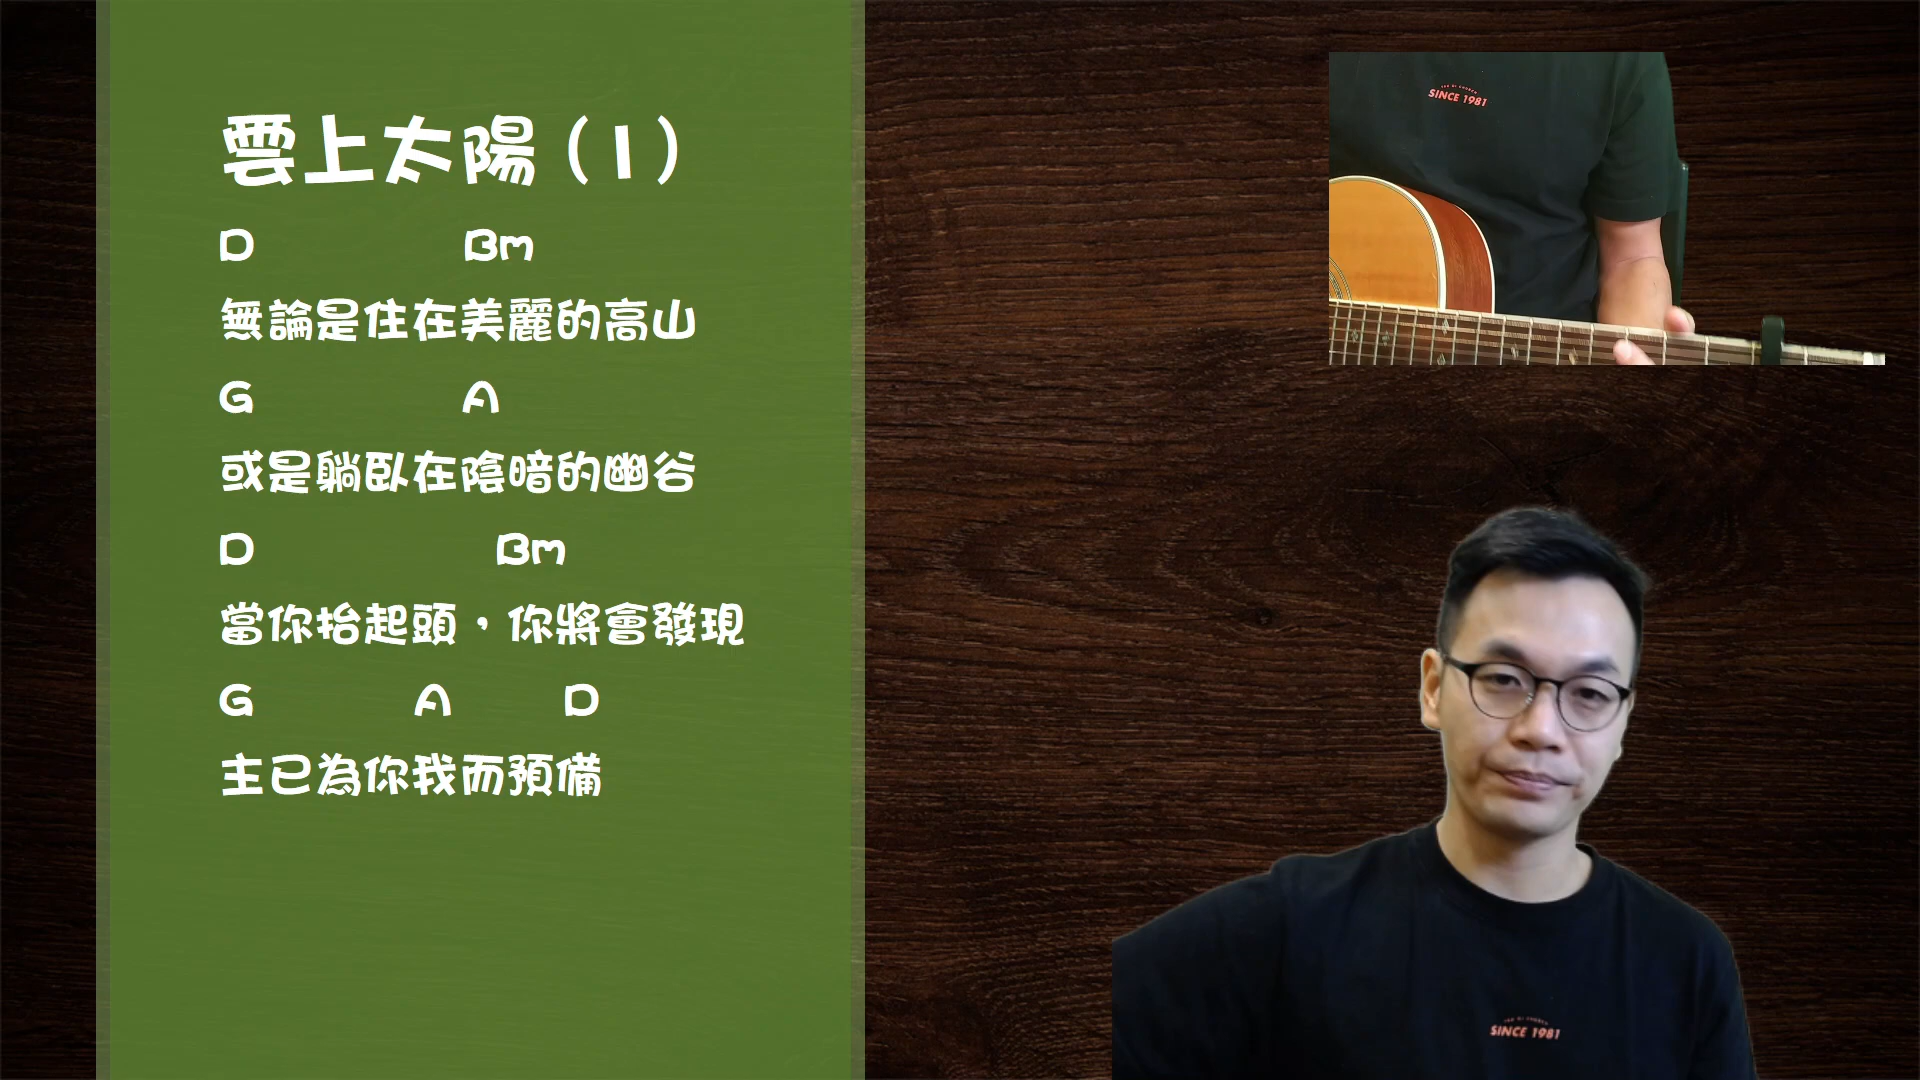 雲上太陽 (1)
D Bm
無論是住在美麗的高山
G A
或是躺臥在陰暗的幽谷
D Bm
當你抬起頭，你將會發現
G A D
主已為你我而預備
SINCE 1981
SINCE 1981